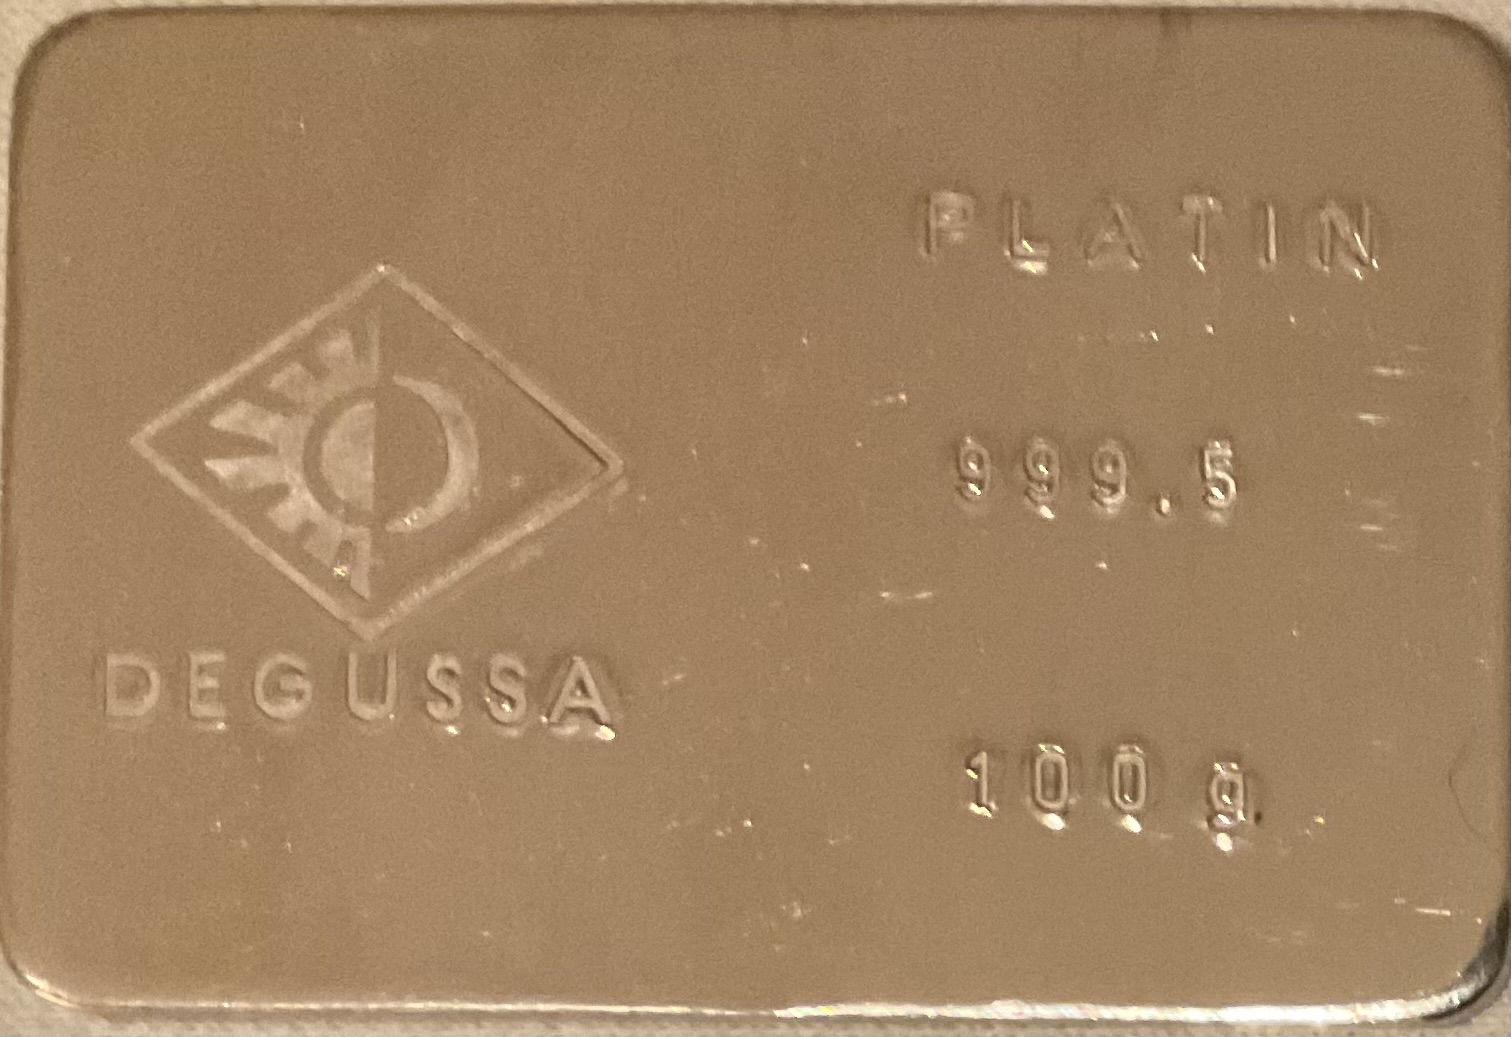 PLATIN
999.5
DEGUSSA
100 g